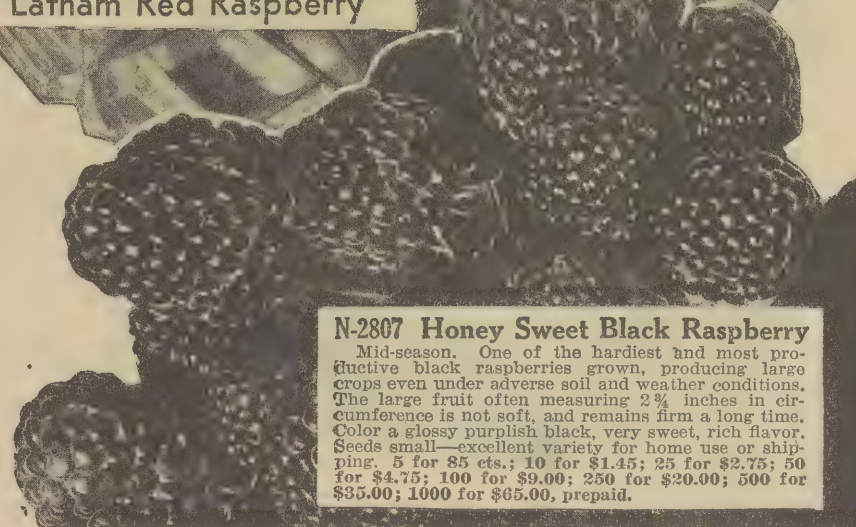 Latham Red Raspberry
N-2807 Honey Sweet Black Raspberry
Mid-season. One of the hardiest and most pro-
ductive black raspberries grown, producing large
crops even under adverse soil and weather conditions.
The large fruit often measuring 2¾ inches in cir-
cumference is not soft, and remains firm a long time.
Color a glossy purplish black, very sweet, rich flavor.
Seeds small—excellent variety for home use or ship-
ping. 5 for 85 cts.; 10 for $1.45; 25 for $2.75; 50
for $4.75; 100 for $9.00; 250 for $20.00; 500 for
$35.00; 1000 for $65.00, prepaid.